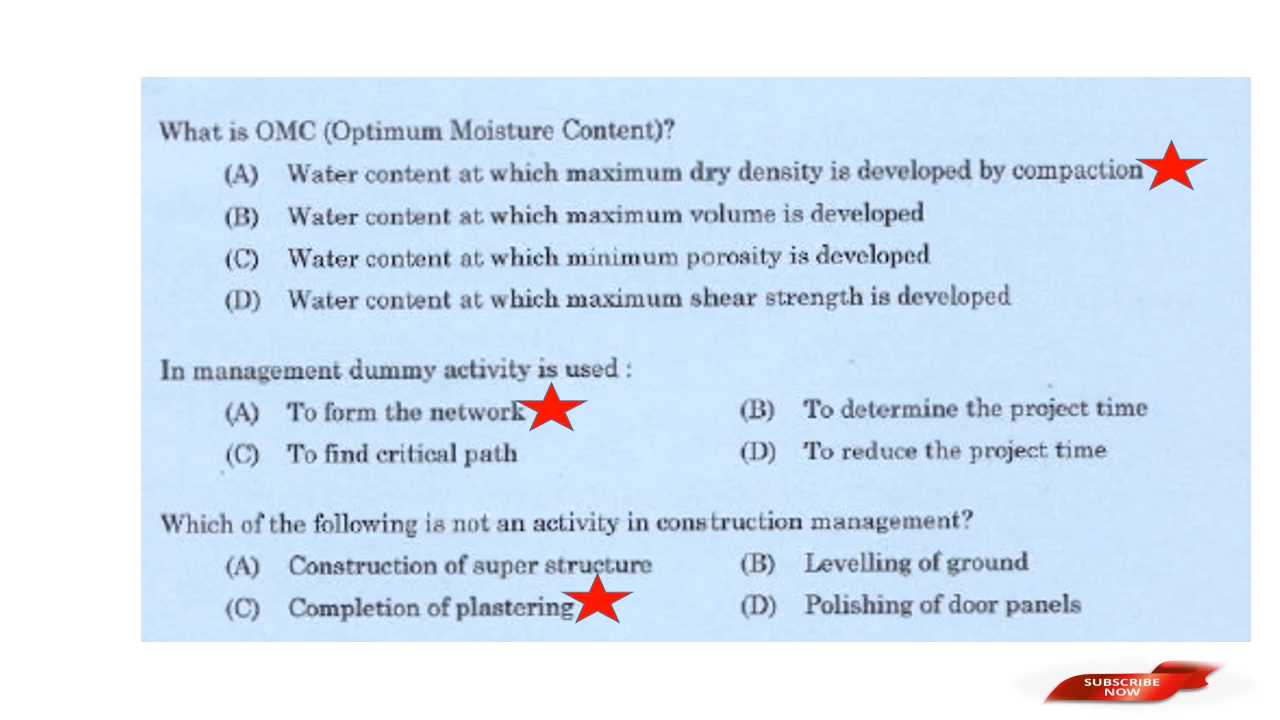 What is OMC (Optimum Moisture Content)?
(A) Water content at which maximum dry density is developed by compaction
(B) Water content at which maximum volume is developed
(C) Water content at which minimum porosity is developed
(D) Water content at which maximum shear strength is developed
In management dummy activity is used :
(A) To form the network (B) To determine the project time
(C) To find critical path (D) To reduce the project time
Which of the following is not an activity in construction management?
(A) Construction of super structure (B) Levelling of ground
(C) Completion of plastering (D) Polishing of door panels
SUBSCRIBE
NOW